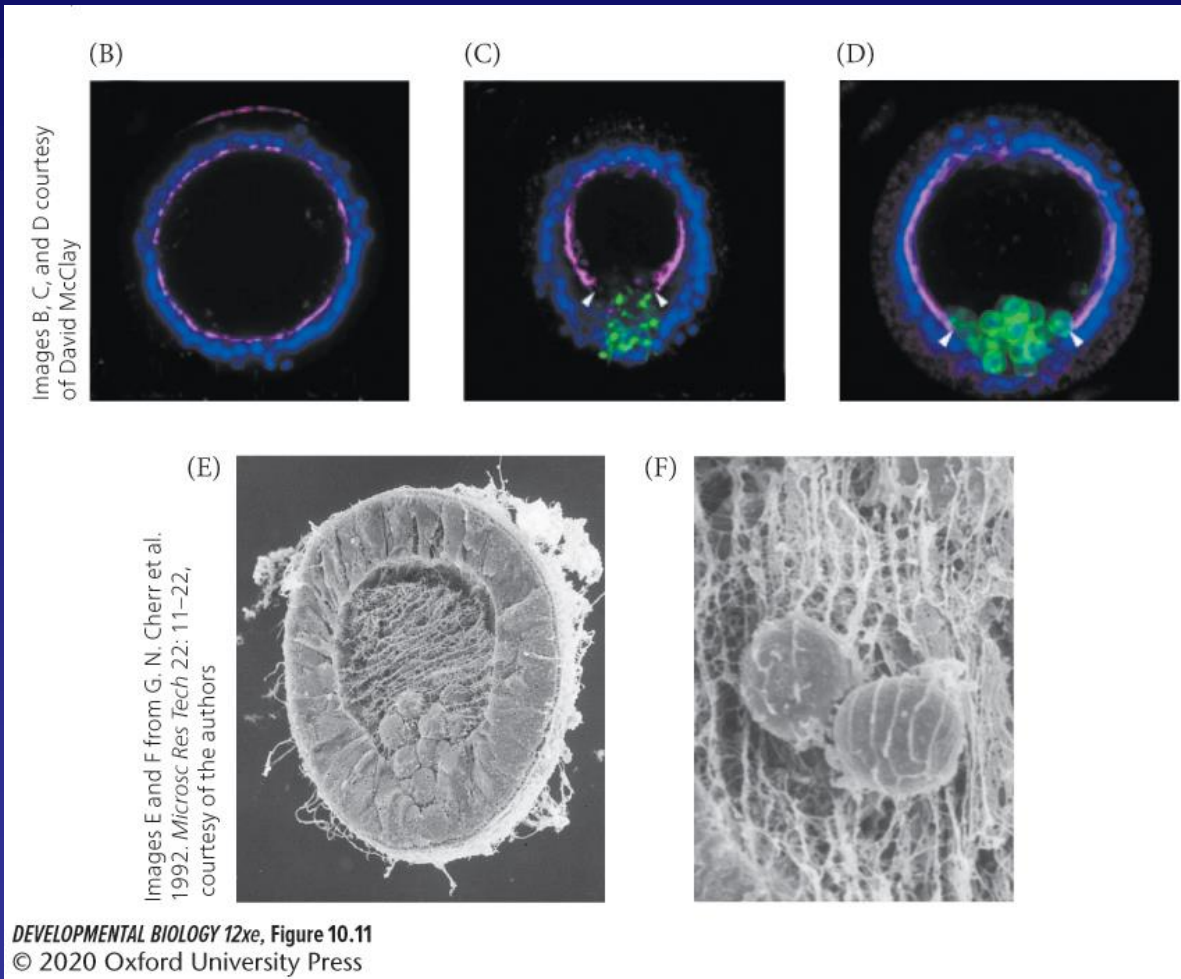 (B)
(C)
(D)
Images B, C, and D courtesy
of David McClay
(E)
(F)
Images E and F from G. N. Cherr et al.
1992. Microsc Res Tech 22: 11–22,
courtesy of the authors
DEVELOPMENTAL BIOLOGY 12xe, Figure 10.11
© 2020 Oxford University Press